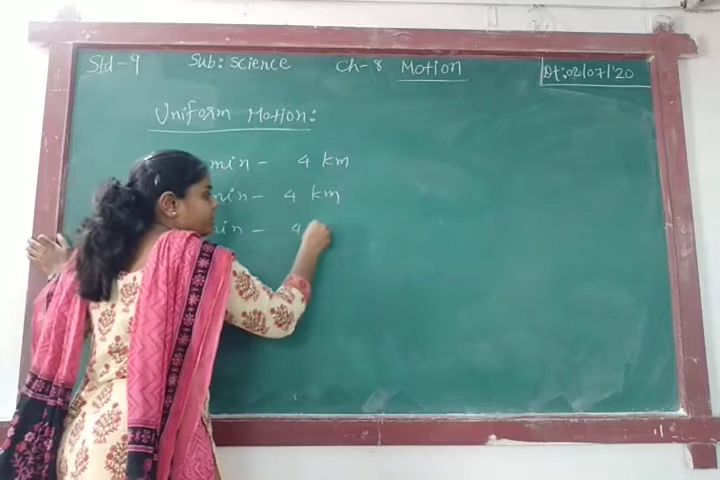 Std-9 Sub: Science Ch-8 Motion Dt:02/07/'20
Uniform Motion:
min - 4 km
min - 4 km
min - 4